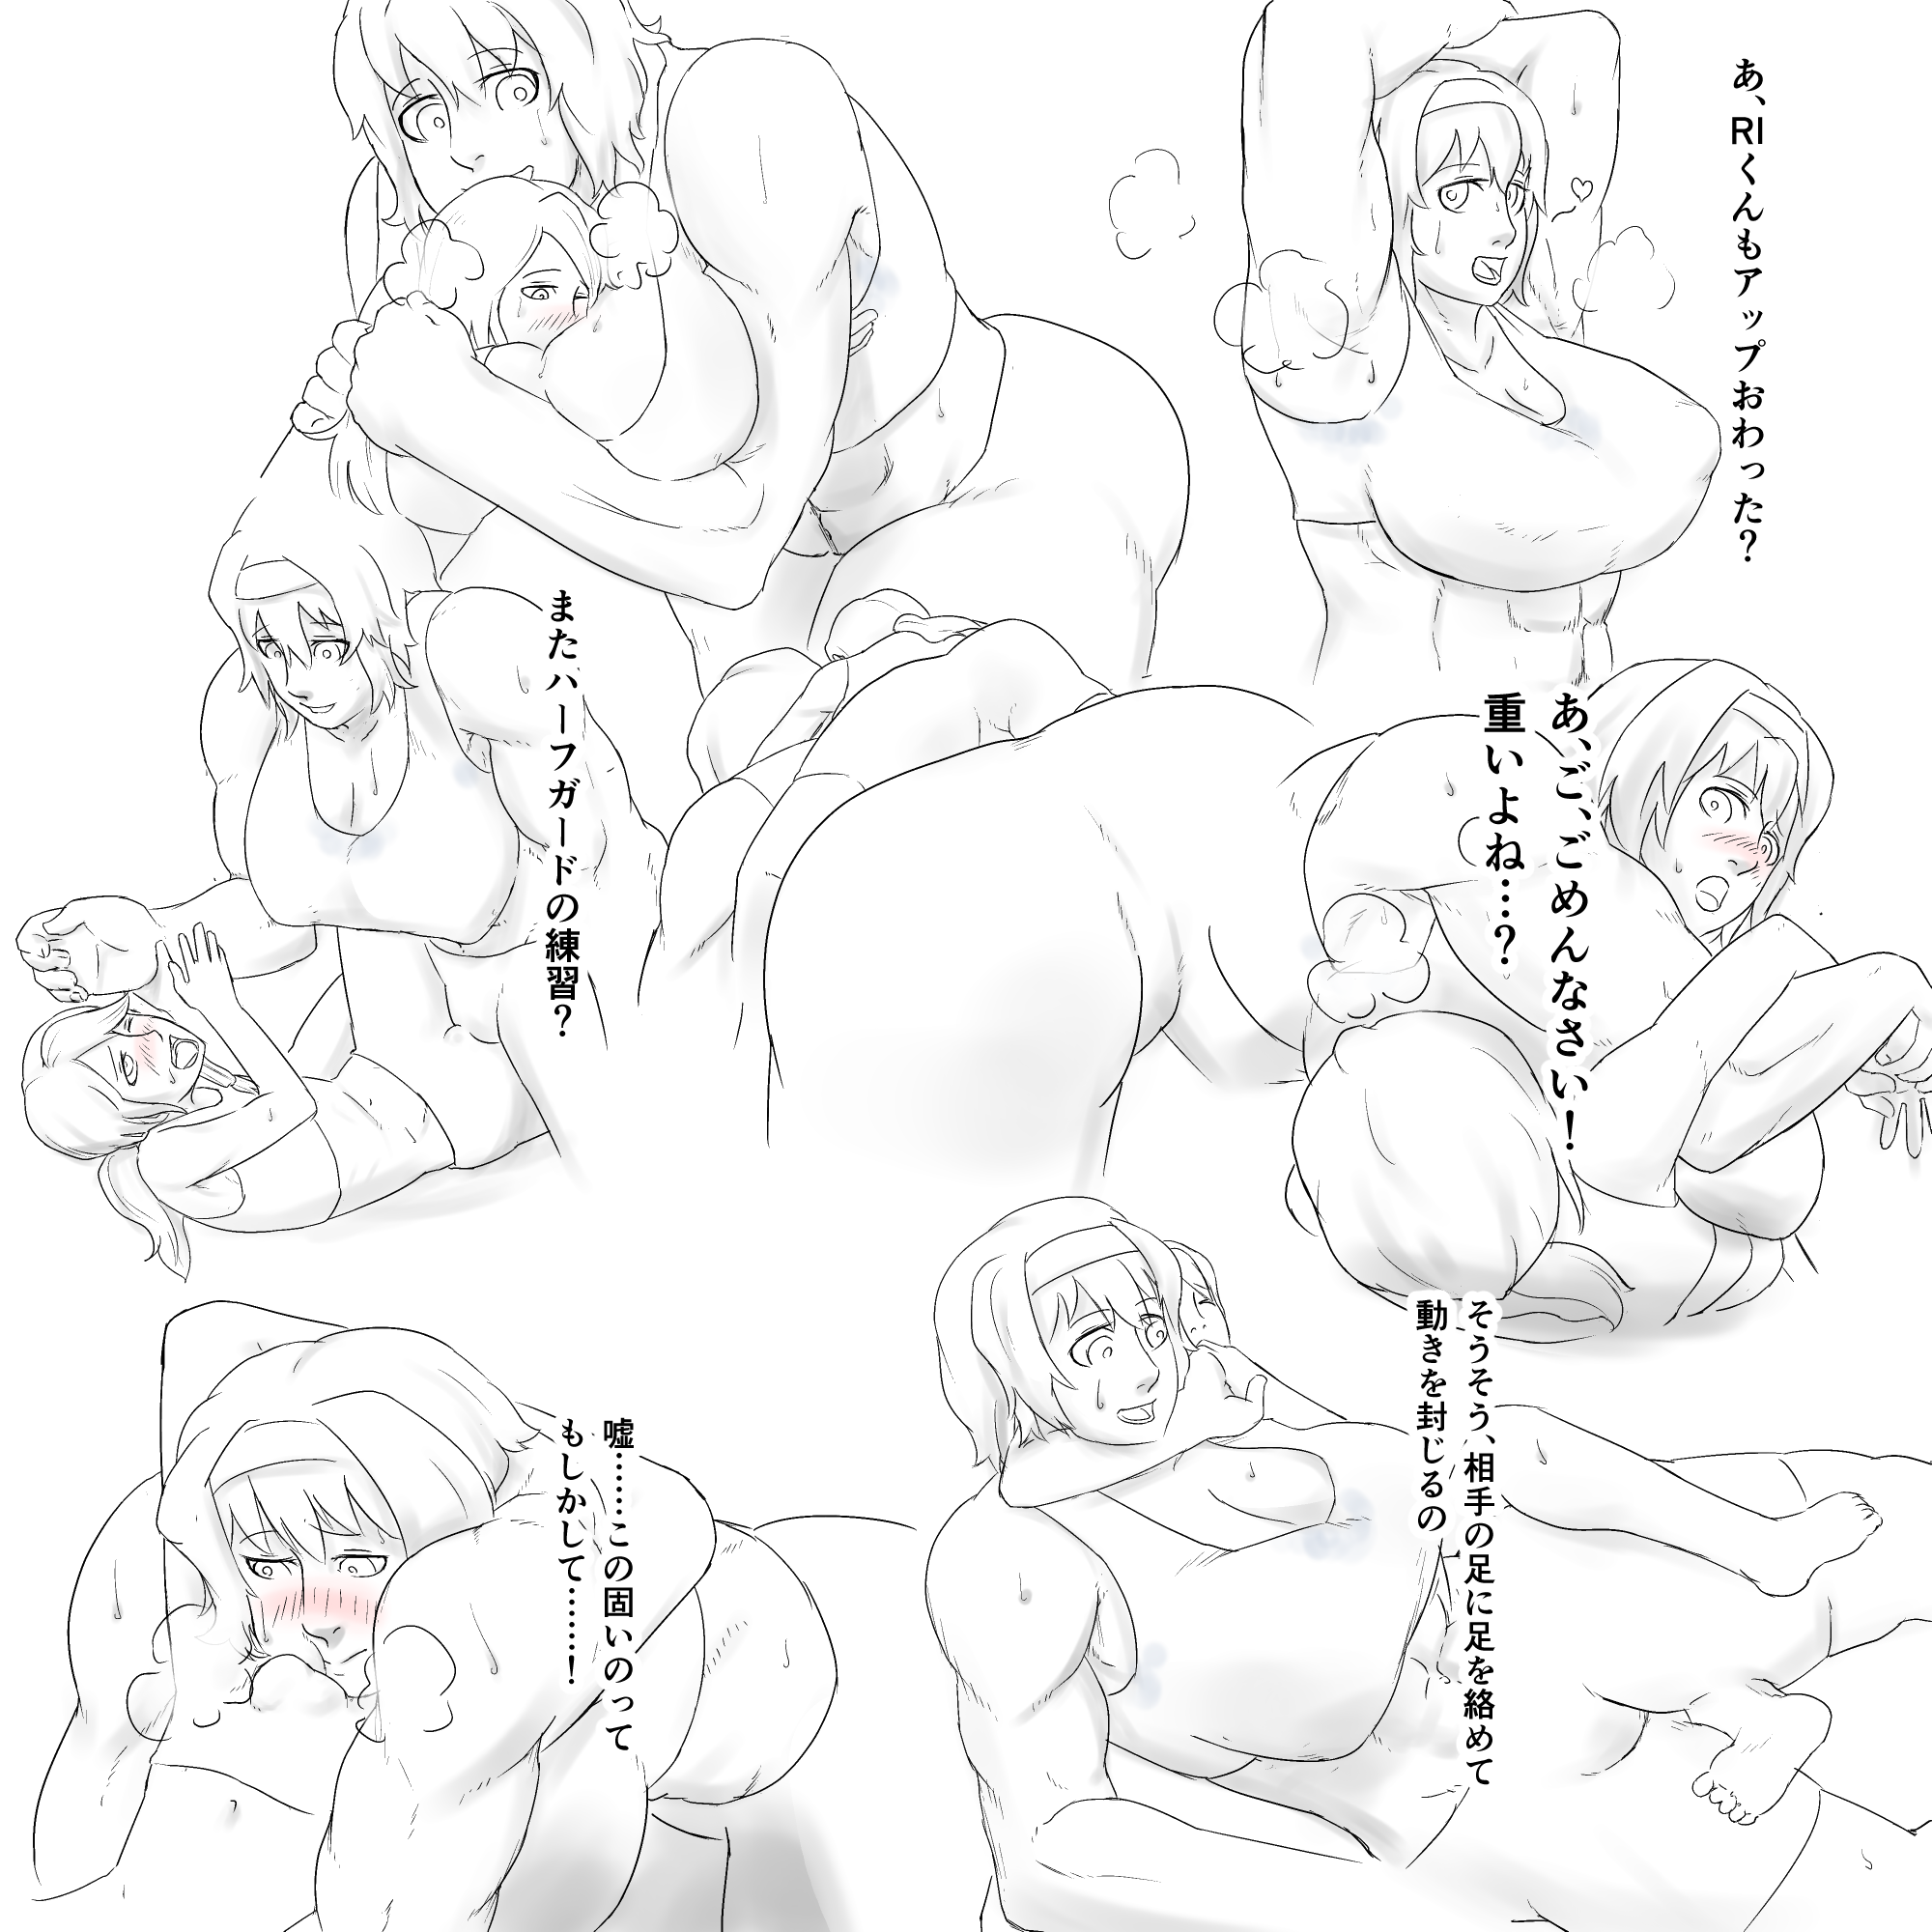 あ、RIくんもアップおわった？
あ、ご、ごめんなさい！
重いよね…？
またハーフガードの練習？
そうそう、相手の足に足を絡めて
動きを封じるの
嘘……この固いのって
もしかして……！